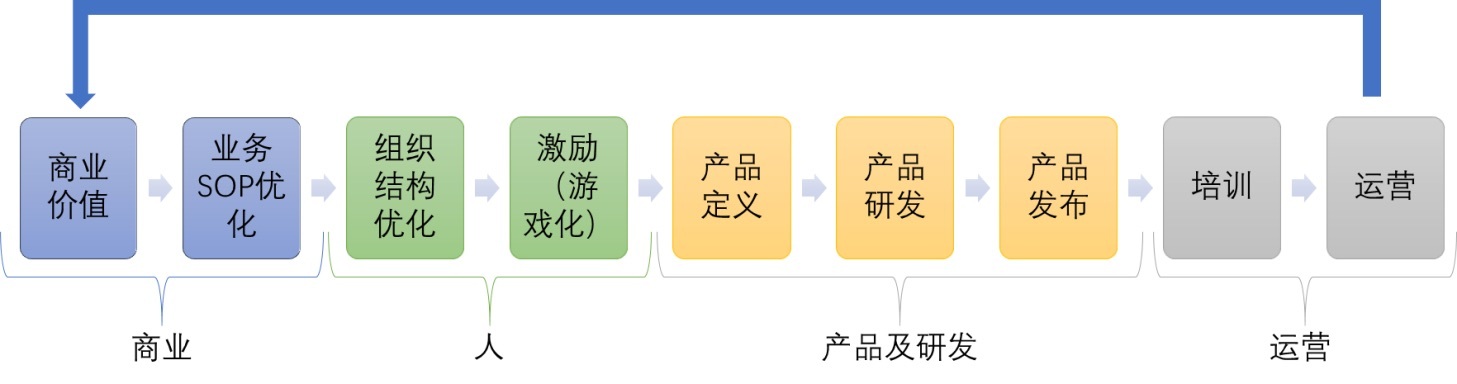 商业
价值
业务
SOP优
化
组织
结构
优化
激励
（游
戏化）
产品
定义
产品
研发
产品
发布
培训
运营
商业
人
产品及研发
运营